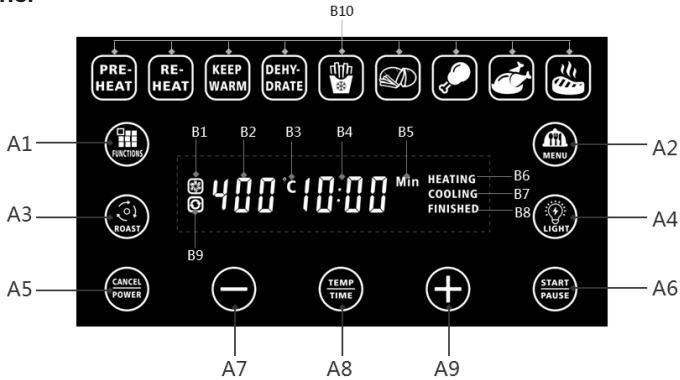 B10
PRE-
HEAT
RE-
HEAT
KEEP
WARM
DEHY-
DRATE
A1
FUNCTIONS
B1
B2
B3
B4
B5
MENU
A2
400 °C 10:00 Min
HEATING
B6
COOLING
B7
FINISHED
B8
A3
ROAST
B9
LIGHT
A4
A5
CANCEL
POWER
TEMP
TIME
START
PAUSE
A6
A7
A8
A9